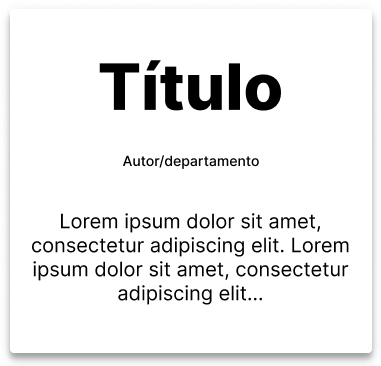 Título
Autor/departamento
Lorem ipsum dolor sit amet,
consectetur adipiscing elit. Lorem
ipsum dolor sit amet, consectetur
adipiscing elit...